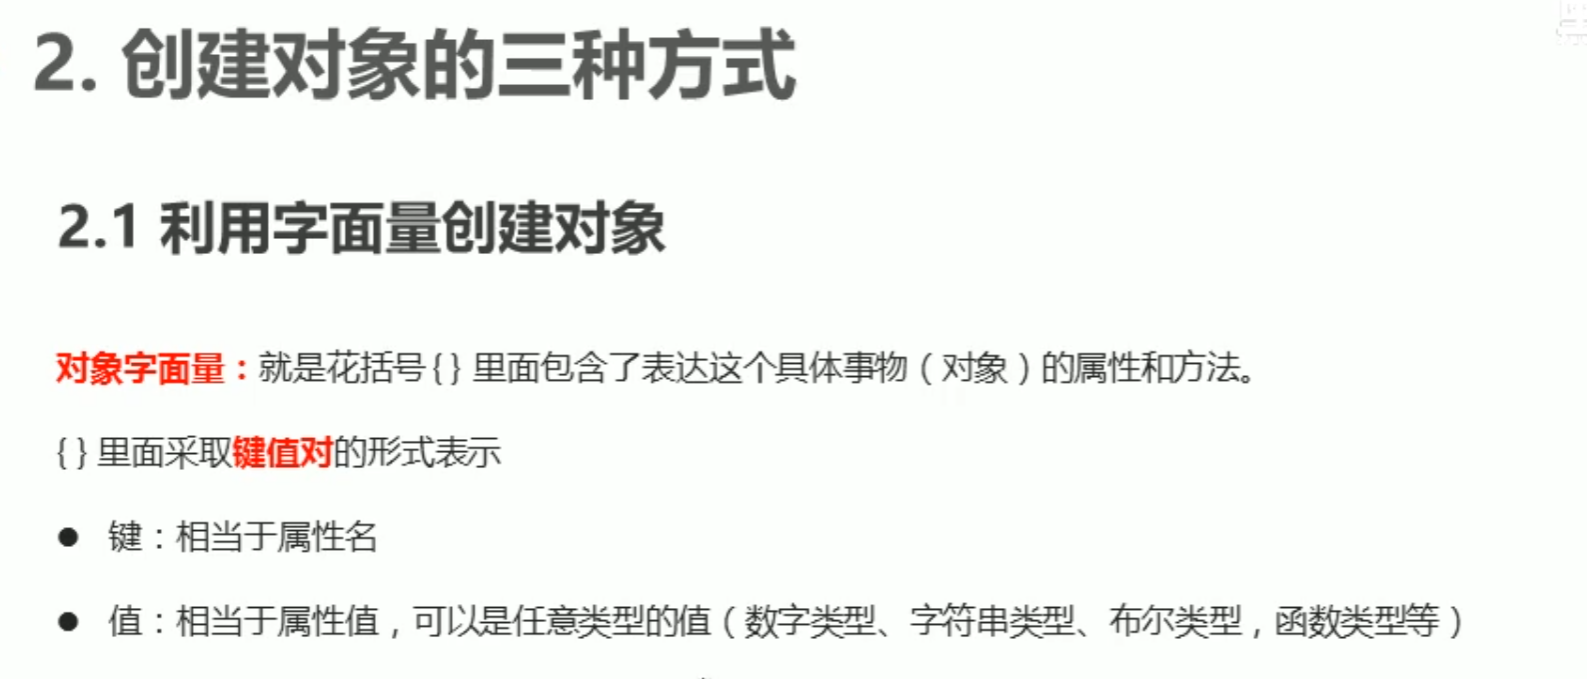 2. 创建对象的三种方式
2.1 利用字面量创建对象
对象字面量：就是花括号{ } 里面包含了表达这个具体事物（对象）的属性和方法。
{ } 里面采取键值对的形式表示
● 键：相当于属性名
● 值：相当于属性值，可以是任意类型的值（数字类型、字符串类型、布尔类型，函数类型等）